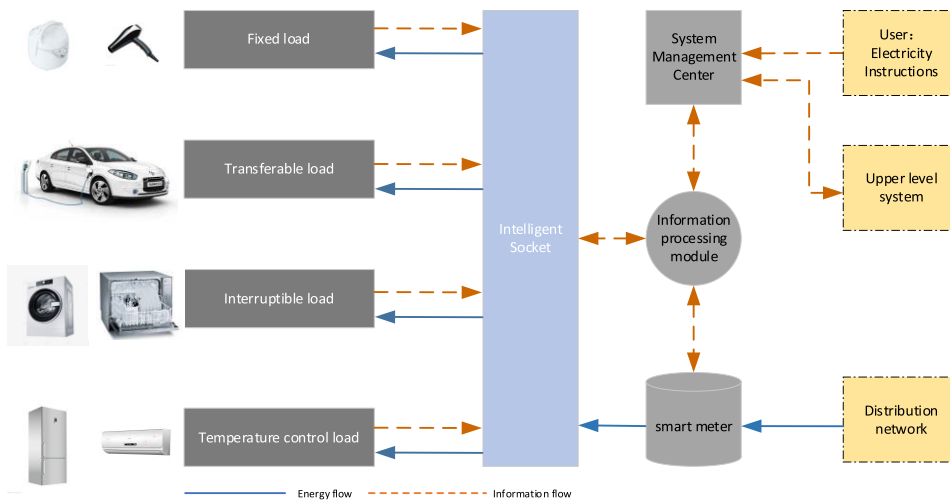 Fixed load
Transferable load
Interruptible load
Temperature control load
Intelligent
Socket
System
Management
Center
Information
processing
module
smart meter
User：
Electricity
Instructions
Upper level
system
Distribution
network
Energy flow
Information flow